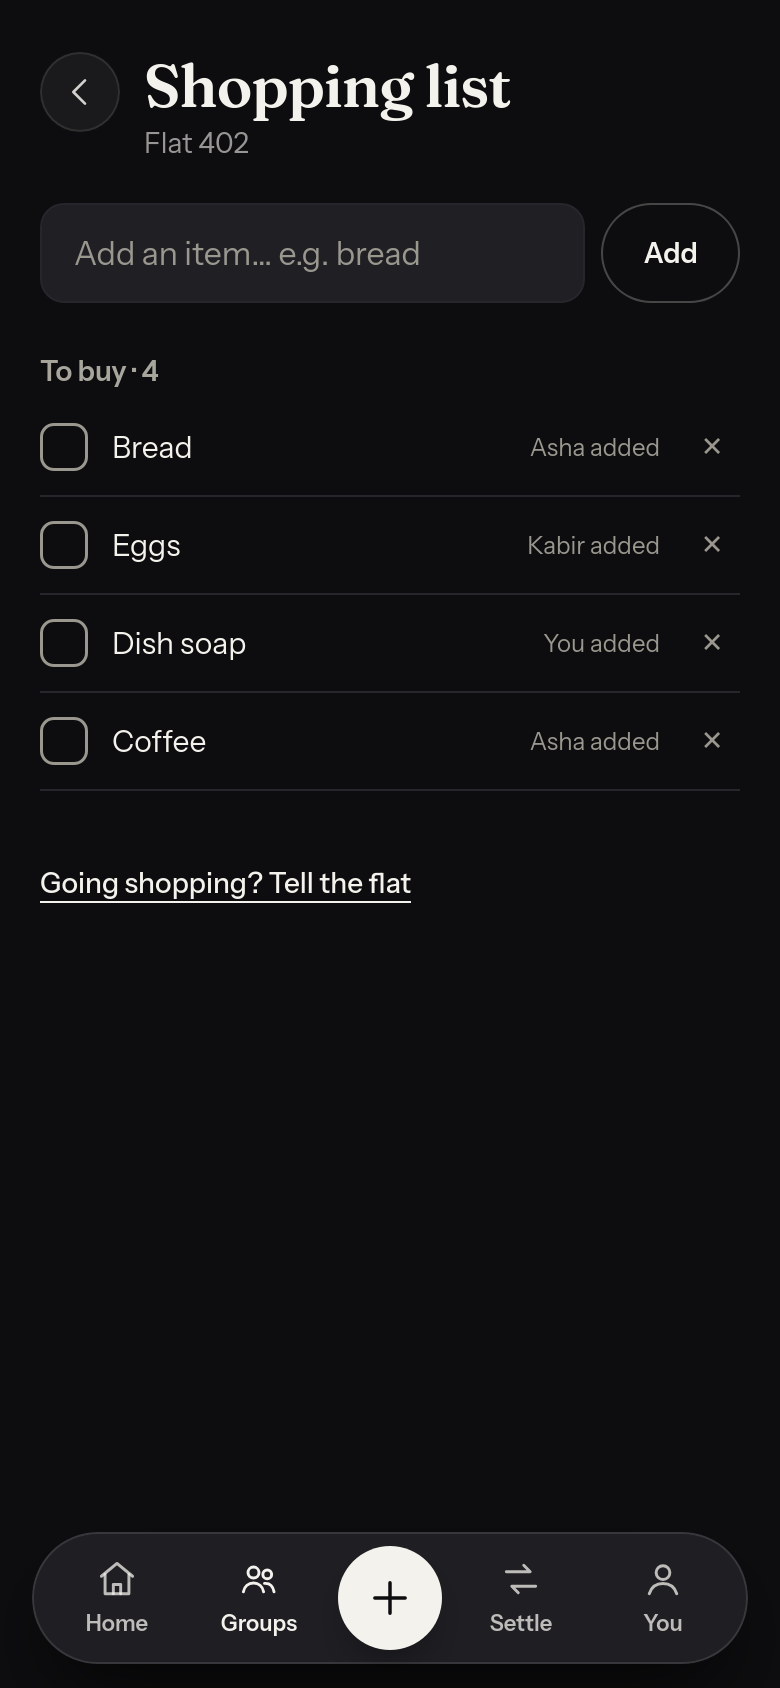 Shopping list
Flat 402
Add an item... e.g. bread
Add
To buy · 4
Bread Asha added ×
Eggs Kabir added ×
Dish soap You added ×
Coffee Asha added ×
Going shopping? Tell the flat
Home Groups + Settle You